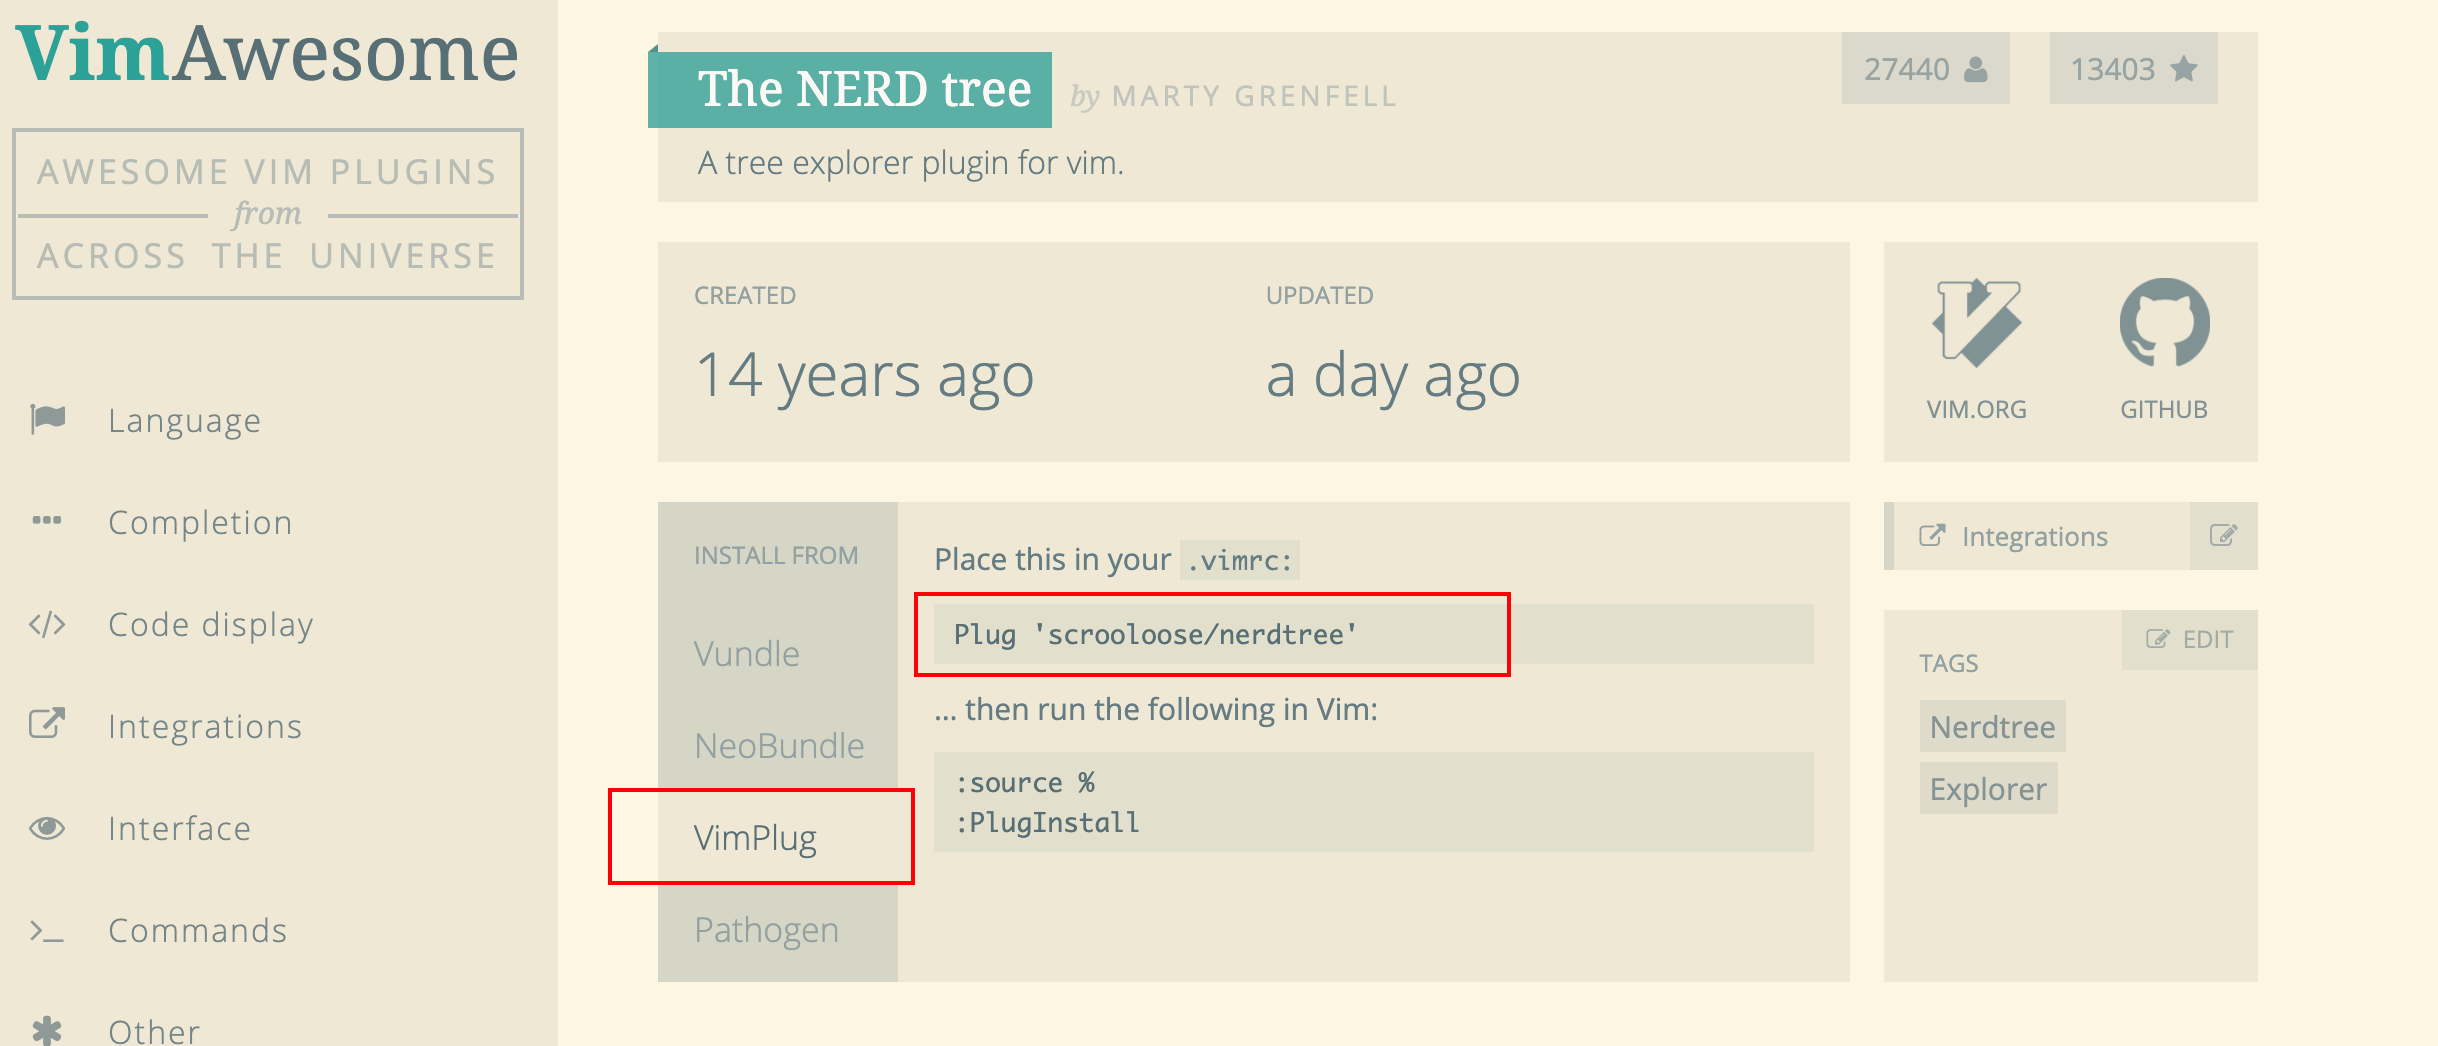 VimAwesome
AWESOME VIM PLUGINS
from
ACROSS THE UNIVERSE
Language
Completion
Code display
Integrations
Interface
Commands
Other
The NERD tree by MARTY GRENFELL
27440
13403
A tree explorer plugin for vim.
CREATED
14 years ago
UPDATED
a day ago
VIM.ORG
GITHUB
INSTALL FROM
Vundle
NeoBundle
VimPlug
Pathogen
Place this in your .vimrc:
Plug 'scrooloose/nerdtree'
... then run the following in Vim:
:source %
:PlugInstall
Integrations
TAGS
EDIT
Nerdtree
Explorer